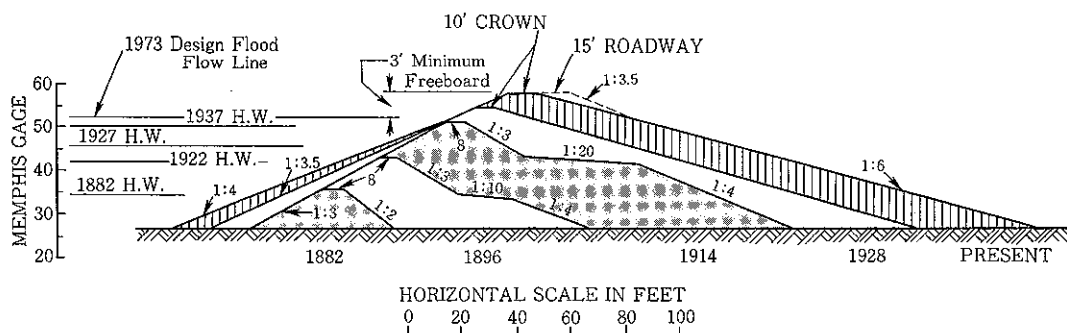 10' CROWN
1973 Design Flood
Flow Line
15' ROADWAY
3' Minimum
Freeboard
1:3.5
60
50
40
30
20
MEMPHIS GAGE
1937 H.W.
1927 H.W.
1922 H.W.
1882 H.W.
1:4
1:3.5
8
1:3
1:20
1:4
1:6
8
1:3
1:10
1:4
1:3
1:2
1882
1896
1914
1928
PRESENT
HORIZONTAL SCALE IN FEET
0 20 40 60 80 100